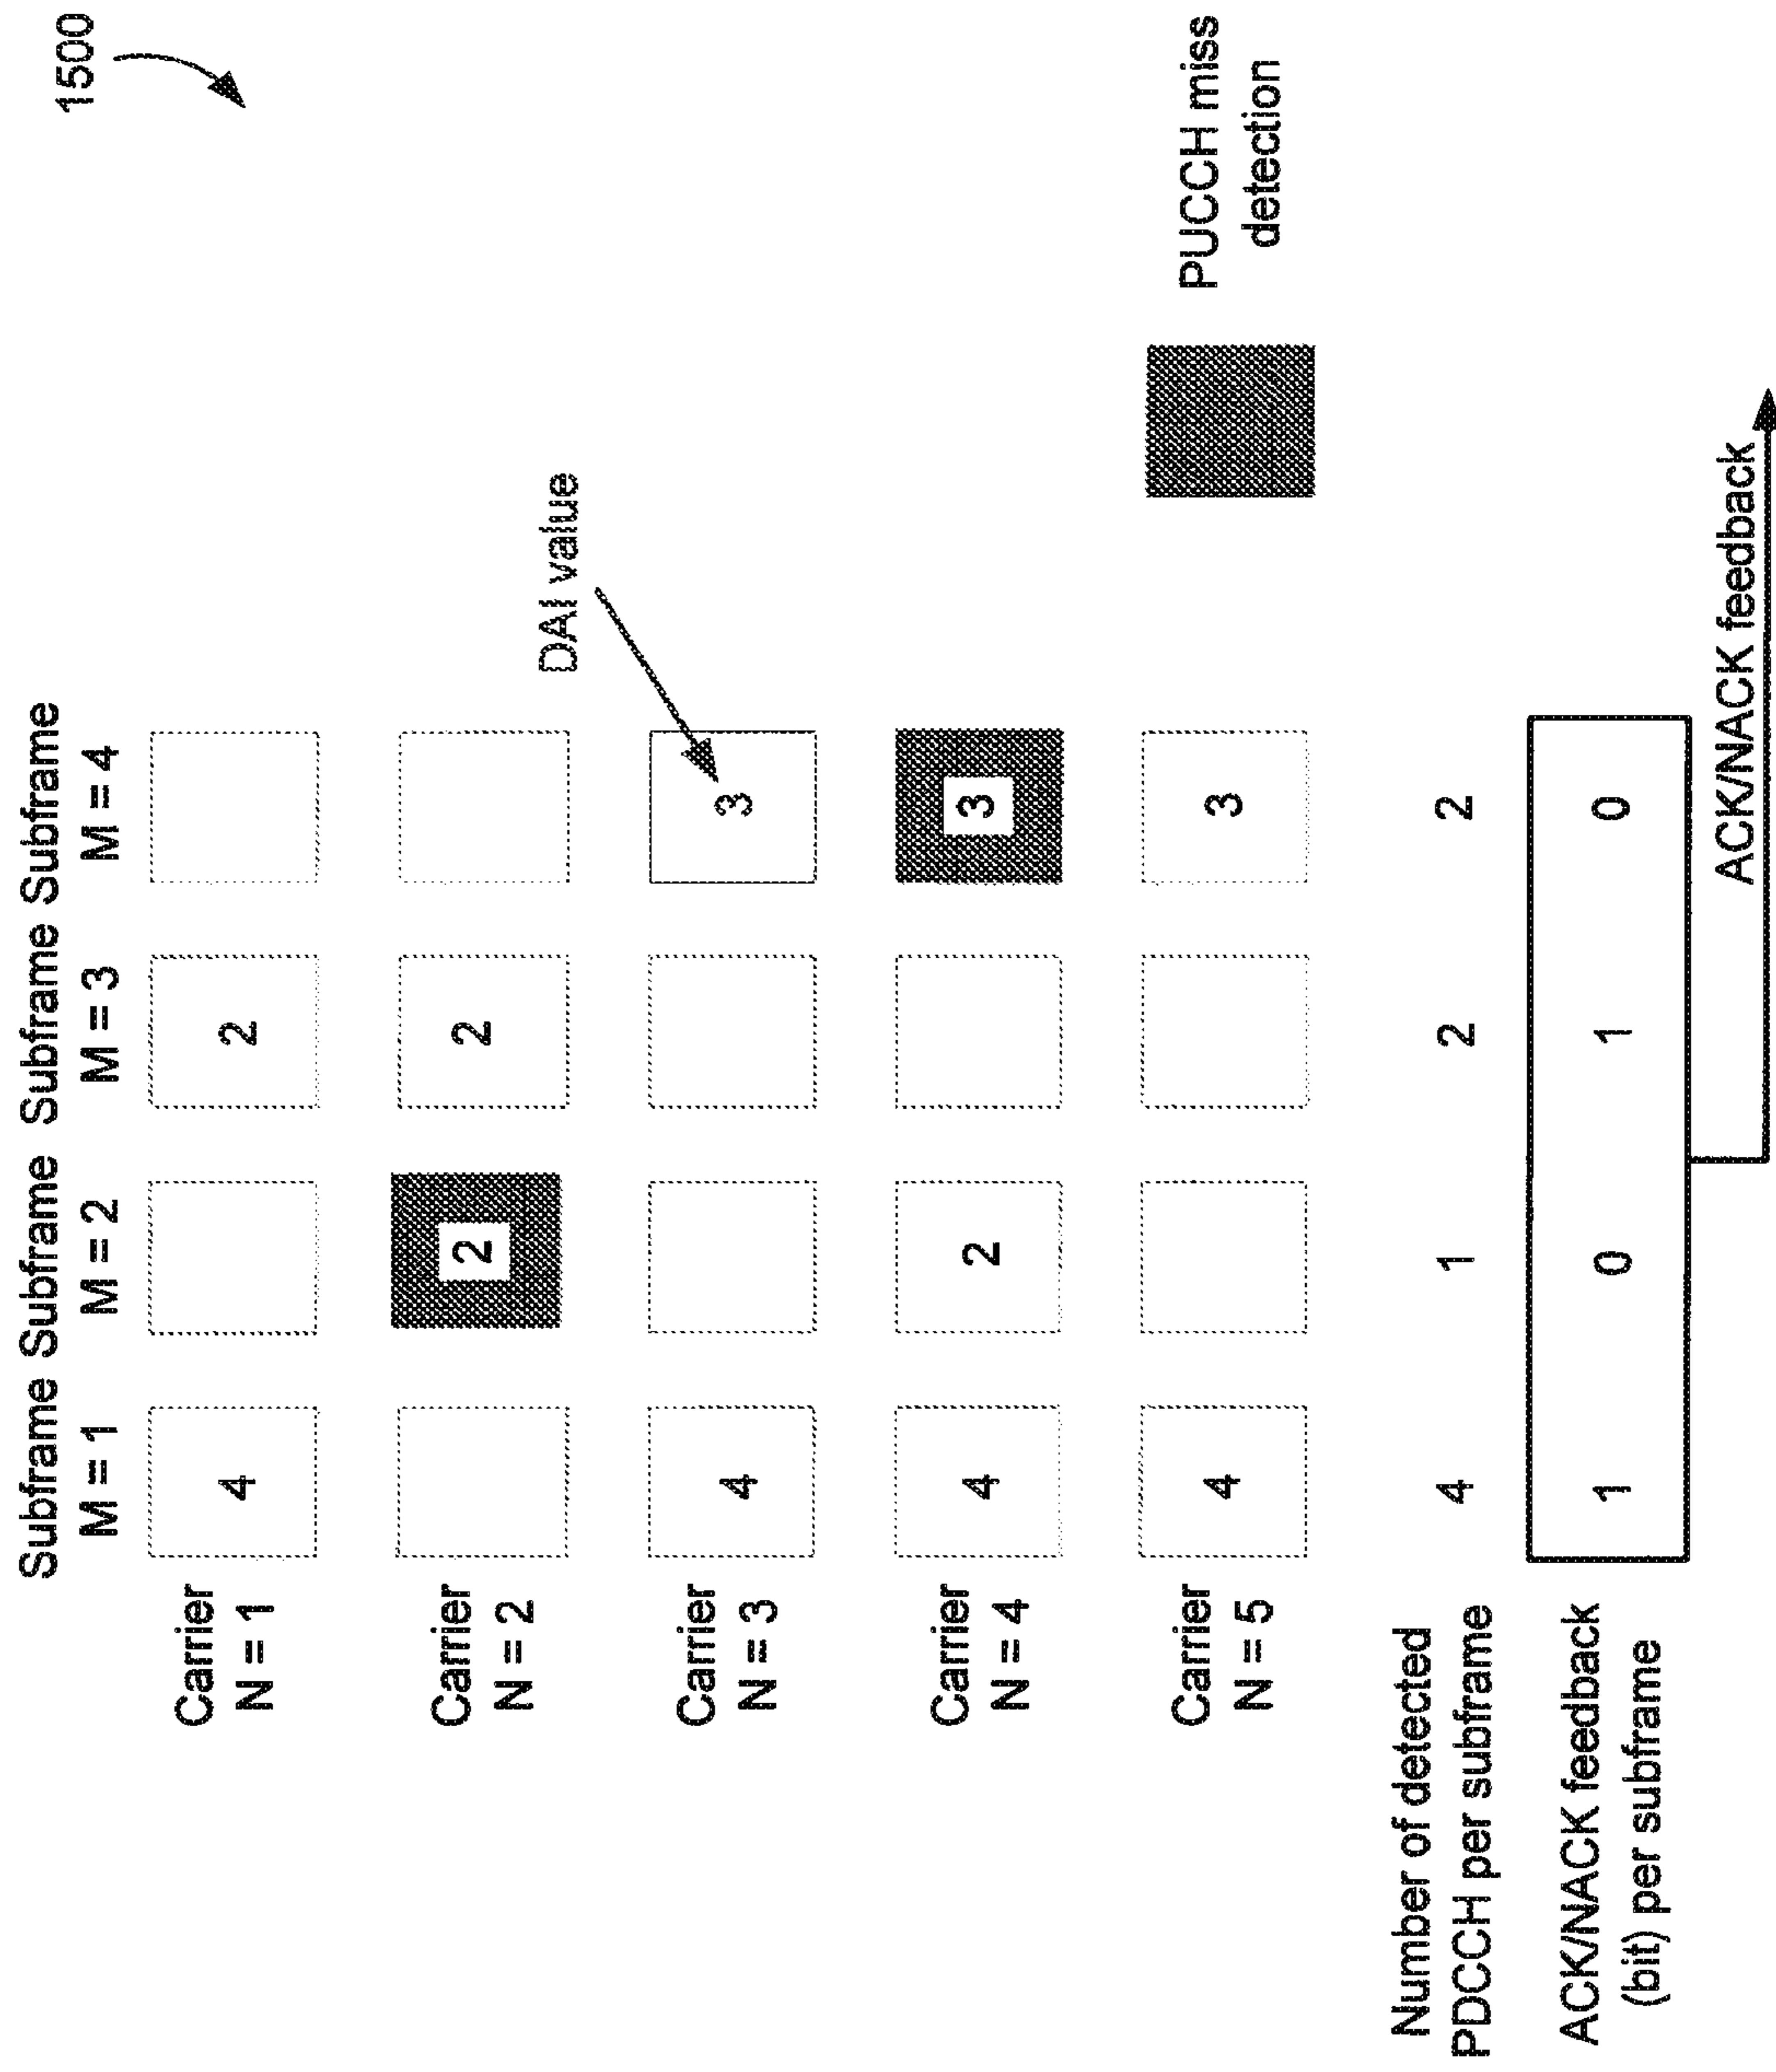 1500
Subframe Subframe Subframe Subframe
M = 1 M = 2 M = 3 M = 4
Carrier
N = 1
4 2
Carrier
N = 2
2 2
DAI value
Carrier
N = 3
4 3
Carrier
N = 4
4 2 3
Carrier
N = 5
4 3
PUCCH miss
detection
Number of detected
PDCCH per subframe
4 1 2 2
ACK/NACK feedback
(bit) per subframe
1 0 1 0
ACK/NACK feedback